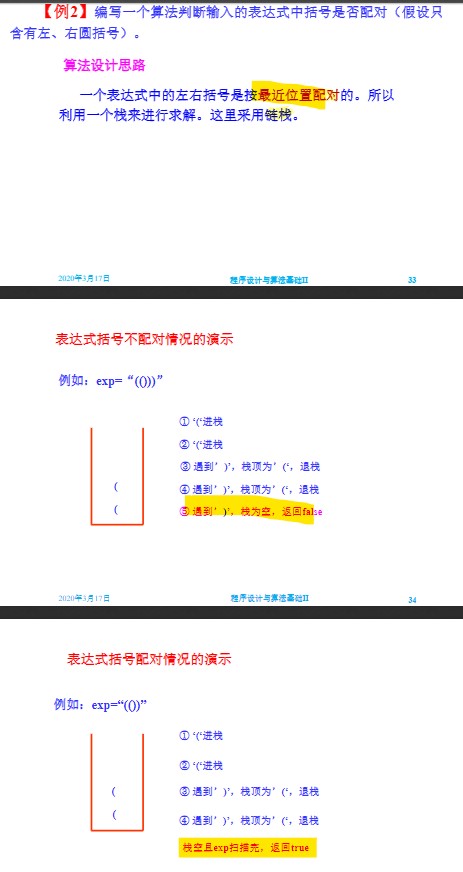 【例2】编写一个算法判断输入的表达式中括号是否配对（假设只
含有左、右圆括号）。
算法设计思路
一个表达式中的左右括号是按最近位置配对的。所以
利用一个栈来进行求解。这里采用链栈。
2020年3月17日 程序设计与算法基础II 33
表达式括号不配对情况的演示
例如：exp=“(()))”
① ‘(‘进栈
② ‘(‘进栈
③ 遇到’)’，栈顶为’(‘，退栈
( ④ 遇到’)’，栈顶为’(‘，退栈
( ⑤ 遇到’)’，栈为空，返回false
2020年3月17日 程序设计与算法基础II 34
表达式括号配对情况的演示
例如：exp=“(())”
① ‘(‘进栈
② ‘(‘进栈
( ③ 遇到’)’，栈顶为’(‘，退栈
( ④ 遇到’)’，栈顶为’(‘，退栈
栈空且exp扫描完，返回true